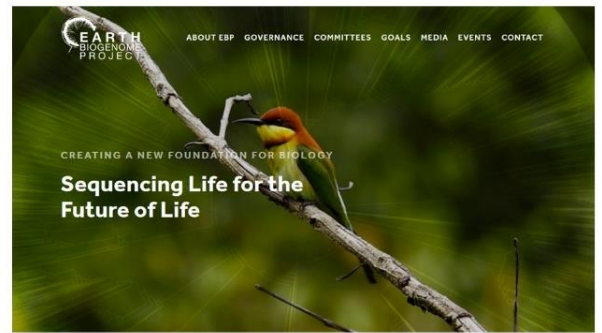 EARTH
BIOGENOME
PROJECT
ABOUT EBP GOVERNANCE COMMITTEES GOALS MEDIA EVENTS CONTACT
CREATING A NEW FOUNDATION FOR BIOLOGY
Sequencing Life for the
Future of Life